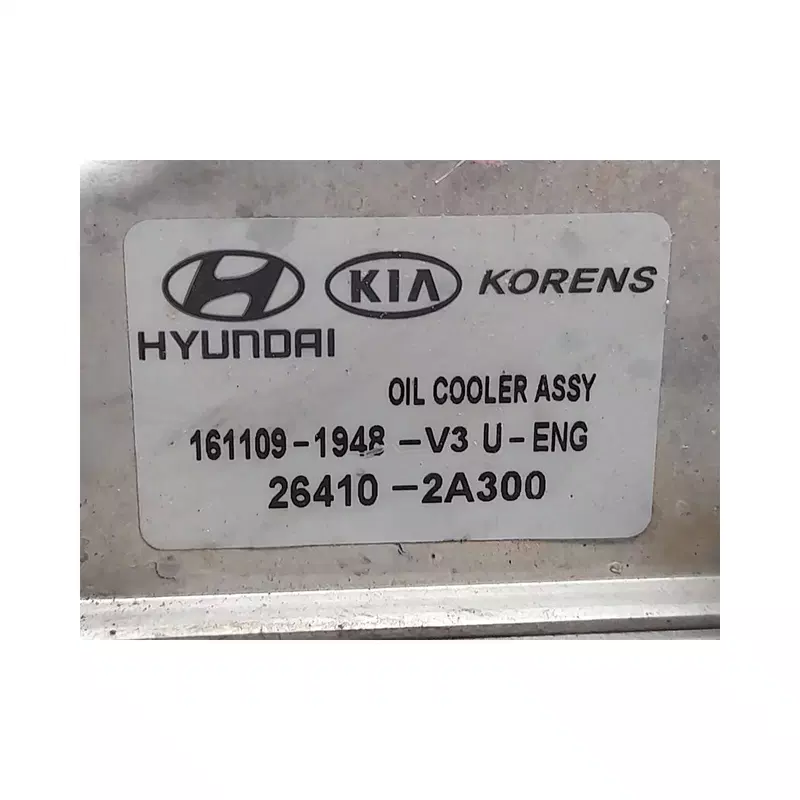 KIA KORENS
HYUNDAI
OIL COOLER ASSY
161109-1948-V3 U-ENG
26410-2A300